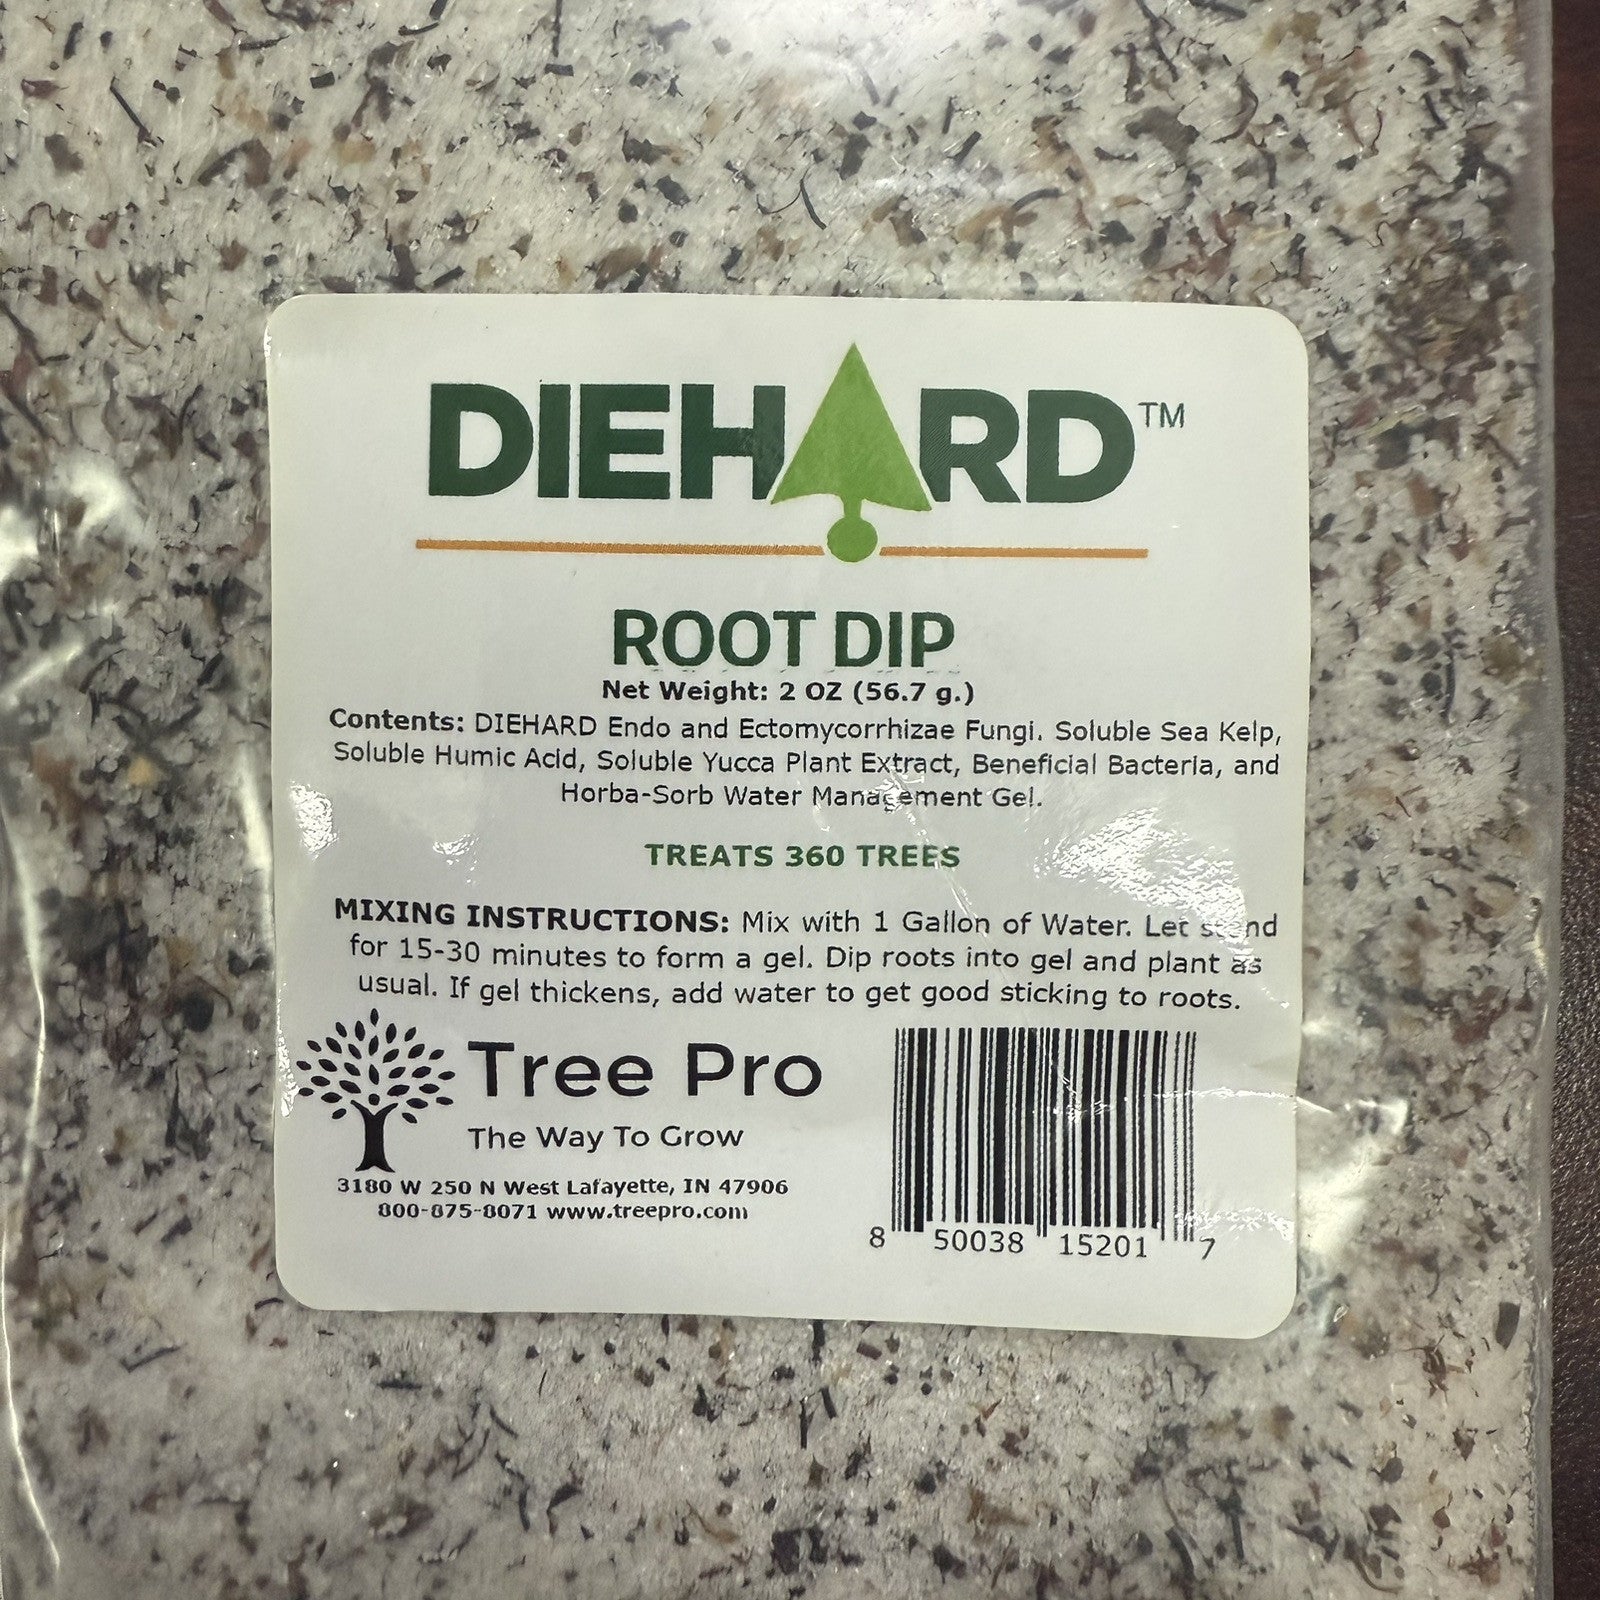 DIEHARD™
ROOT DIP
Net Weight: 2 OZ (56.7 g.)
Contents: DIEHARD Endo and Ectomycorrhizae Fungi. Soluble Sea Kelp,
Soluble Humic Acid, Soluble Yucca Plant Extract, Beneficial Bacteria, and
Horba-Sorb Water Management Gel.
TREATS 360 TREES
MIXING INSTRUCTIONS: Mix with 1 Gallon of Water. Let stand
for 15-30 minutes to form a gel. Dip roots into gel and plant as
usual. If gel thickens, add water to get good sticking to roots.
Tree Pro
The Way To Grow
3180 W 250 N West Lafayette, IN 47906
800-875-8071 www.treepro.com
8 50038 15201 7